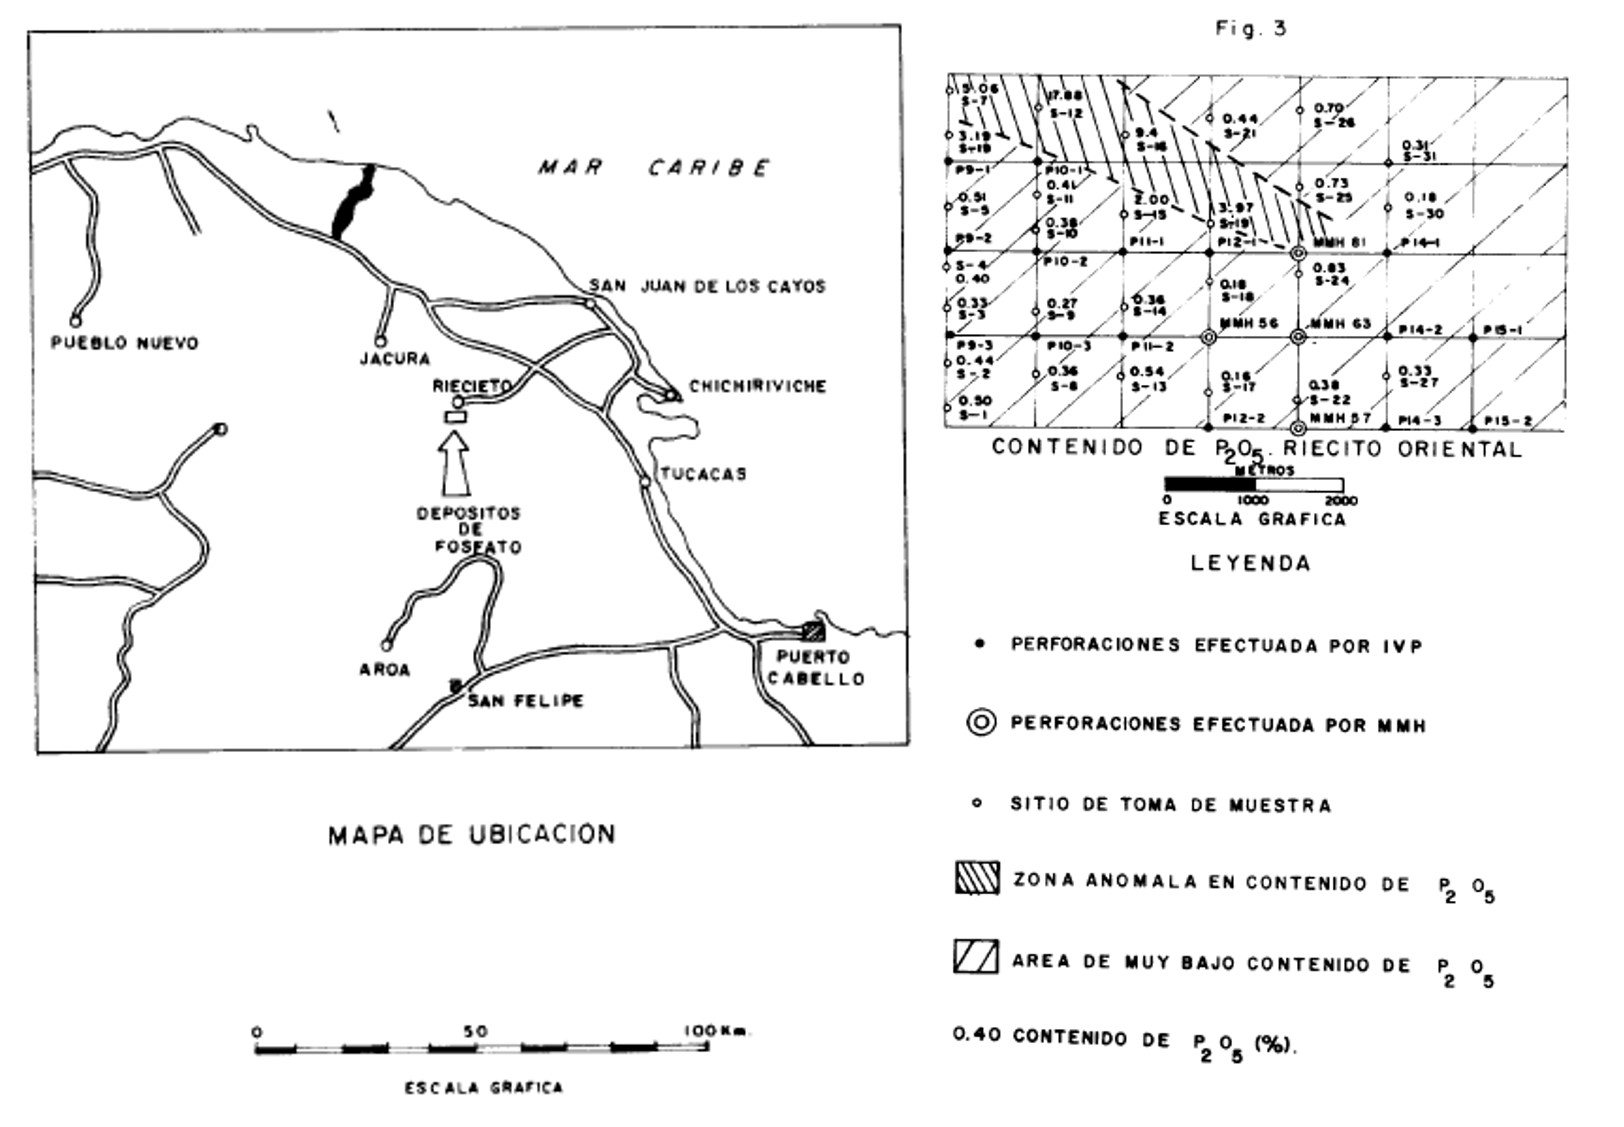 MAR CARIBE
SAN JUAN DE LOS CAYOS
PUEBLO NUEVO
JACURA
RIECIETO
CHICHIRIVICHE
TUCACAS
DEPOSITOS
DE
FOSFATO
AROA
SAN FELIPE
PUERTO
CABELLO
MAPA DE UBICACION
0 50 100 Km.
ESCALA GRAFICA
Fig. 3
5.06
S-7
17.88
S-12
9.4
S-16
0.44
S-21
0.70
S-26
3.19
S-19
0.31
S-31
P9-1
P10-1
0.41
S-11
0.73
S-25
0.51
S-5
2.00
S-15
3.97
S-19
0.18
S-30
0.38
S-10
P9-2
P11-1
P12-1
MMH 81
P14-1
P10-2
S-4
0.40
0.83
S-24
0.18
S-18
0.33
S-3
0.27
S-9
0.36
S-14
MMH 56
MMH 63
P14-2
P15-1
P9-3
P10-3
P11-2
0.44
S-2
0.36
S-8
0.54
S-13
0.16
S-17
0.38
S-22
0.33
S-27
0.50
S-1
P12-2
MMH 57
P14-3
P15-2
CONTENIDO DE P2O5. RIECITO ORIENTAL
METROS
0 1000 2000
ESCALA GRAFICA
LEYENDA
PERFORACIONES EFECTUADA POR IVP
PERFORACIONES EFECTUADA POR MMH
SITIO DE TOMA DE MUESTRA
ZONA ANOMALA EN CONTENIDO DE P2 O5
AREA DE MUY BAJO CONTENIDO DE P2 O5
0.40 CONTENIDO DE P2 O5 (%).